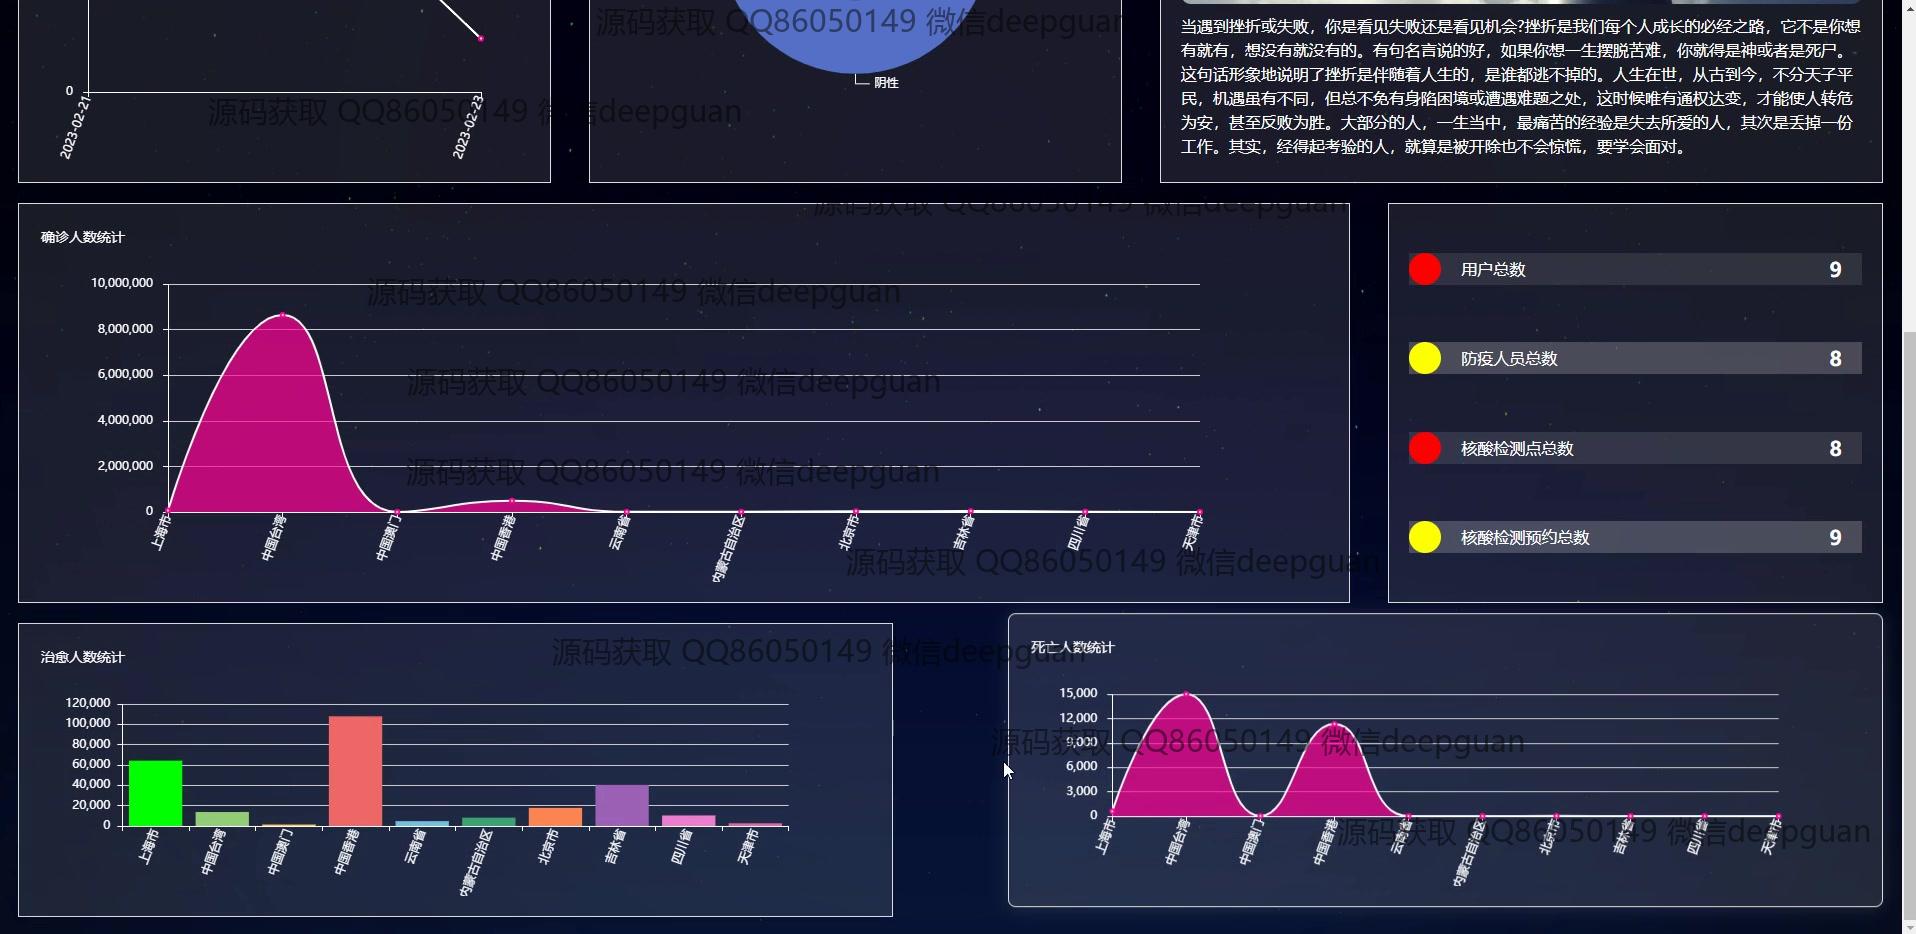 源码获取 QQ86050149 微信deepguan
0
2023-02-21
2023-02-23
源码获取 QQ86050149 微信deepguan
阴性
当遇到挫折或失败，你是看见失败还是看见机会?挫折是我们每个人成长的必经之路，它不是你想
有就有，想没有就没有的。有句名言说的好，如果你想一生摆脱苦难，你就得是神或者是死尸。
这句话形象地说明了挫折是伴随着人生的，是谁都逃不掉的。人生在世，从古到今，不分天子平
民，机遇虽有不同，但总不免有身陷困境或遭遇难题之处，这时候唯有通权达变，才能使人转危
为安，甚至反败为胜。大部分的人，一生当中，最痛苦的经验是失去所爱的人，其次是丢掉一份
工作。其实，经得起考验的人，就算是被开除也不会惊慌，要学会面对。
源码获取 QQ86050149 微信deepguan
确诊人数统计
10,000,000
8,000,000
6,000,000
4,000,000
2,000,000
0
上海市
中国台湾
中国澳门
中国香港
云南省
内蒙古自治区
北京市
吉林省
四川省
天津市
源码获取 QQ86050149 微信deepguan
源码获取 QQ86050149 微信deepguan
源码获取 QQ86050149 微信deepguan
源码获取 QQ86050149 微信deepguan
用户总数 9
防疫人员总数 8
核酸检测点总数 8
核酸检测预约总数 9
治愈人数统计
源码获取 QQ86050149 微信deepguan
120,000
100,000
80,000
60,000
40,000
20,000
0
上海市
中国台湾
中国澳门
中国香港
云南省
内蒙古自治区
北京市
吉林省
四川省
天津市
死亡人数统计
15,000
12,000
9,000
6,000
3,000
0
上海市
中国台湾
中国澳门
中国香港
云南省
内蒙古自治区
北京市
吉林省
四川省
天津市
源码获取 QQ86050149 微信deepguan
源码获取 QQ86050149 微信deepguan